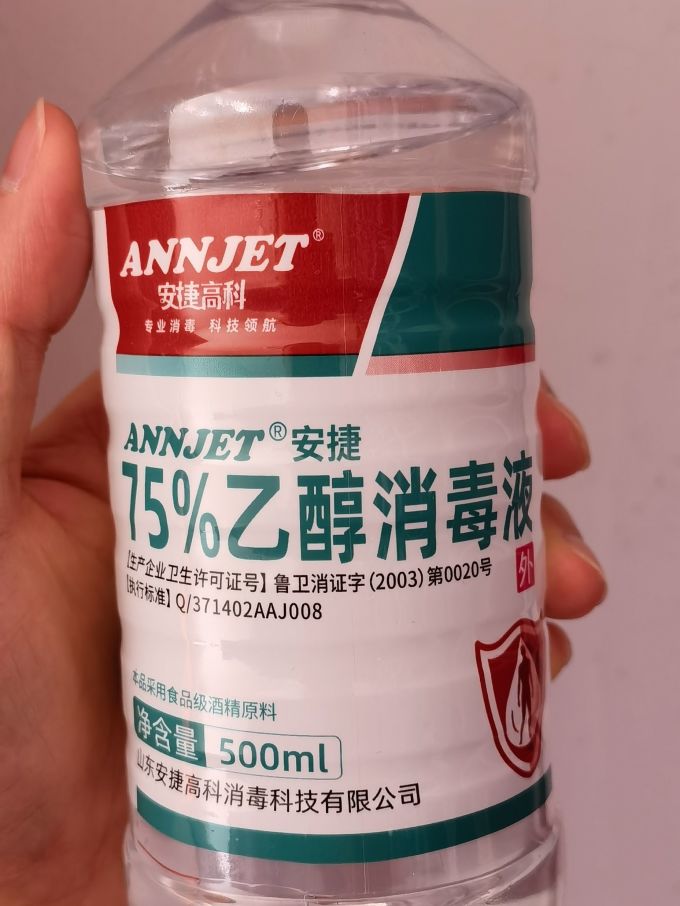 ANNJET®
安捷高科
专业消毒 科技领航
ANNJET®安捷
75%乙醇消毒液
【生产企业卫生许可证号】鲁卫消证字(2003)第0020号
【执行标准】Q/371402AAJ008
外
本品采用食品级酒精原料
净含量 500ml
山东安捷高科消毒科技有限公司